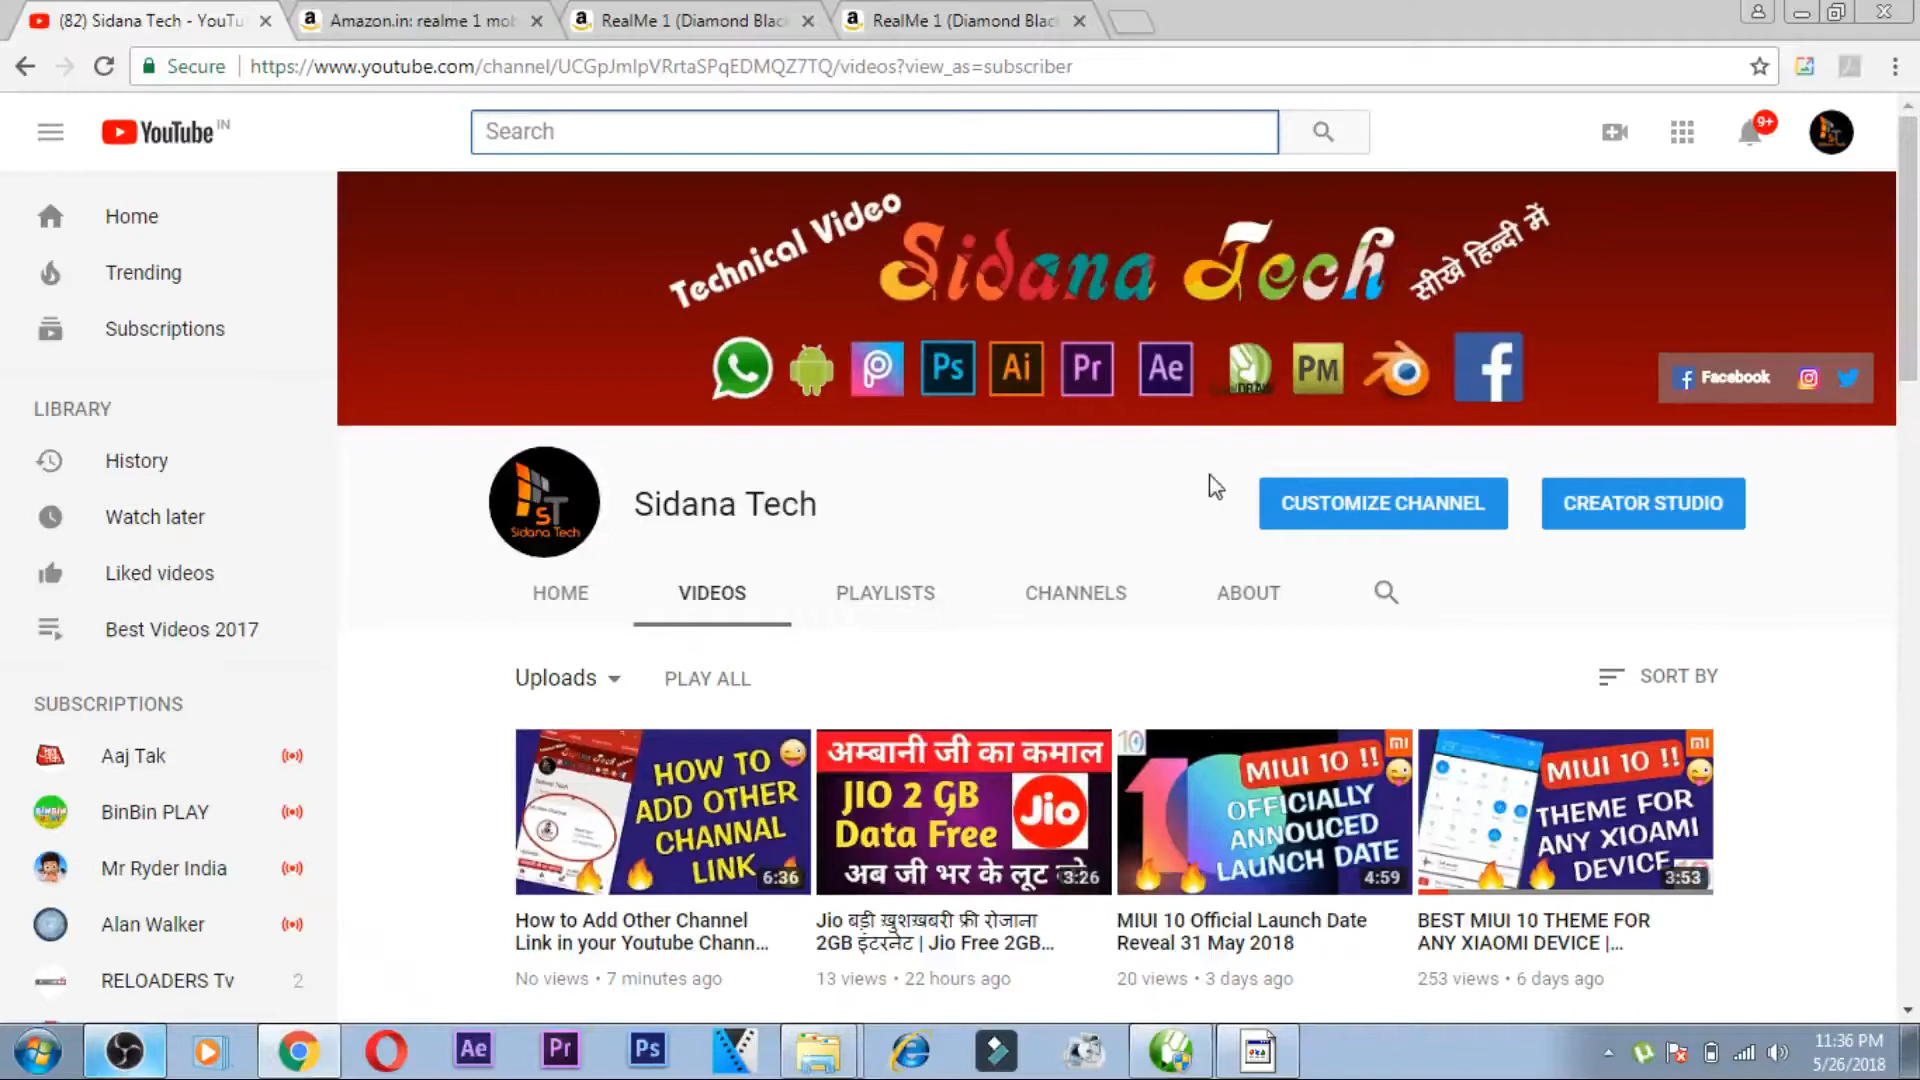 (82) Sidana Tech - YouTu
Amazon.in: realme 1 mob
RealMe 1 (Diamond Blac
RealMe 1 (Diamond Blac
Secure
https://www.youtube.com/channel/UCGpJmlpVRrtaSPqEDMQZ7TQ/videos?view_as=subscriber
YouTube IN
Search
9+
Home
Trending
Subscriptions
LIBRARY
History
Watch later
Liked videos
Best Videos 2017
SUBSCRIPTIONS
Aaj Tak
BinBin PLAY
Mr Ryder India
Alan Walker
RELOADERS Tv 2
Technical Video
Sidana Tech
सीखे हिन्दी में
Ps Ai Pr Ae PM
Facebook
ST
Sidana Tech
Sidana Tech
CUSTOMIZE CHANNEL
CREATOR STUDIO
HOME VIDEOS PLAYLISTS CHANNELS ABOUT
Uploads PLAY ALL SORT BY
HOW TO
ADD OTHER
CHANNAL
LINK
6:36
How to Add Other Channel
Link in your Youtube Chann...
No views • 7 minutes ago
अम्बानी जी का कमाल
JIO 2 GB
Data Free
Jio
अब जी भर के लूट
3:26
Jio बड़ी ख़ुशख़बरी फ्री रोजाना
2GB इंटरनेट | Jio Free 2GB...
13 views • 22 hours ago
10
MIUI 10 !!
OFFICIALLY
ANNOUCED
LAUNCH DATE
4:59
MIUI 10 Official Launch Date
Reveal 31 May 2018
20 views • 3 days ago
MIUI 10 !!
THEME FOR
ANY XIOAMI
DEVICE
3:53
BEST MIUI 10 THEME FOR
ANY XIAOMI DEVICE |...
253 views • 6 days ago
Ae Pr Ps
11:36 PM
5/26/2018